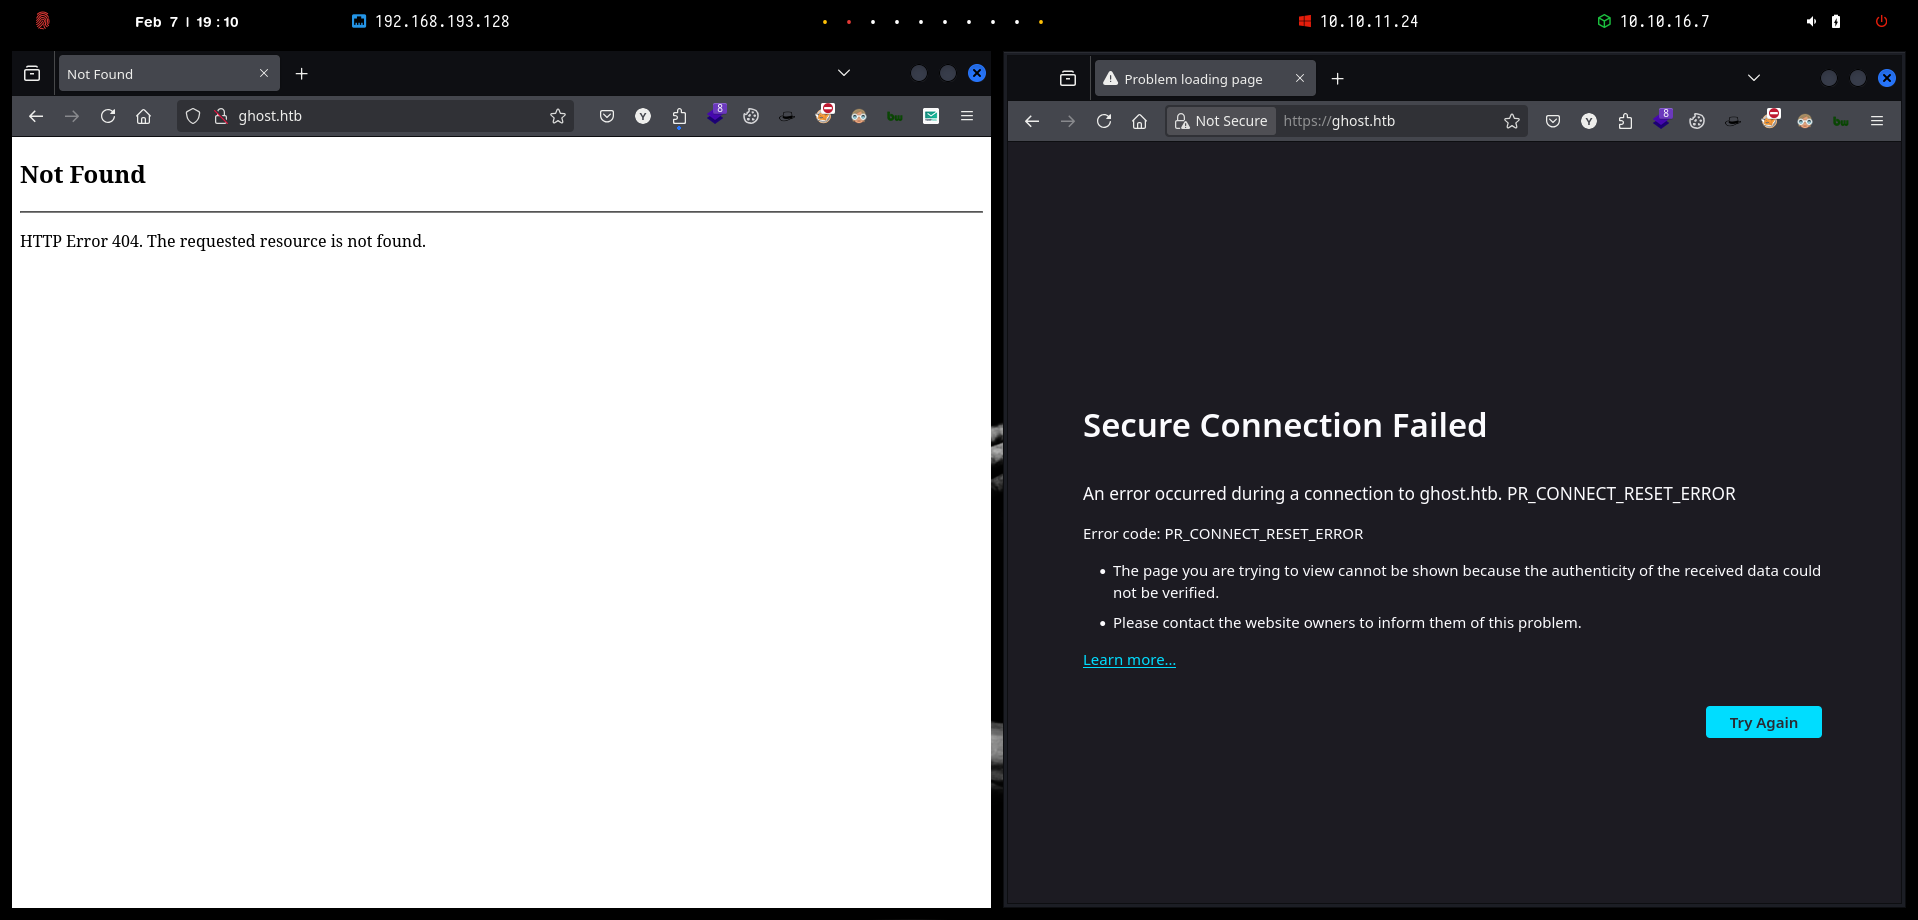 Feb 7 | 19:10
192.168.193.128
10.10.11.24
10.10.16.7
Not Found
ghost.htb
Y
8
bw
Not Found
HTTP Error 404. The requested resource is not found.
Problem loading page
Not Secure
https://ghost.htb
Y
8
bw
Secure Connection Failed
An error occurred during a connection to ghost.htb. PR_CONNECT_RESET_ERROR
Error code: PR_CONNECT_RESET_ERROR
The page you are trying to view cannot be shown because the authenticity of the received data could
not be verified.
Please contact the website owners to inform them of this problem.
Learn more...
Try Again